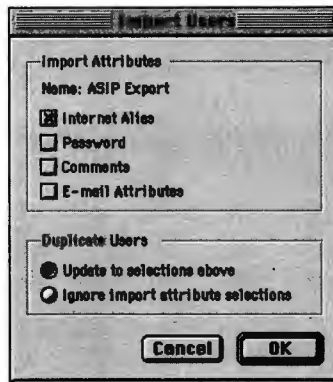 Import Users
Import Attributes
Name: ASIP Export
Internet Alias
Password
Comments
E-mail Attributes
Duplicate Users
Update to selections above
Ignore import attribute selections
Cancel OK